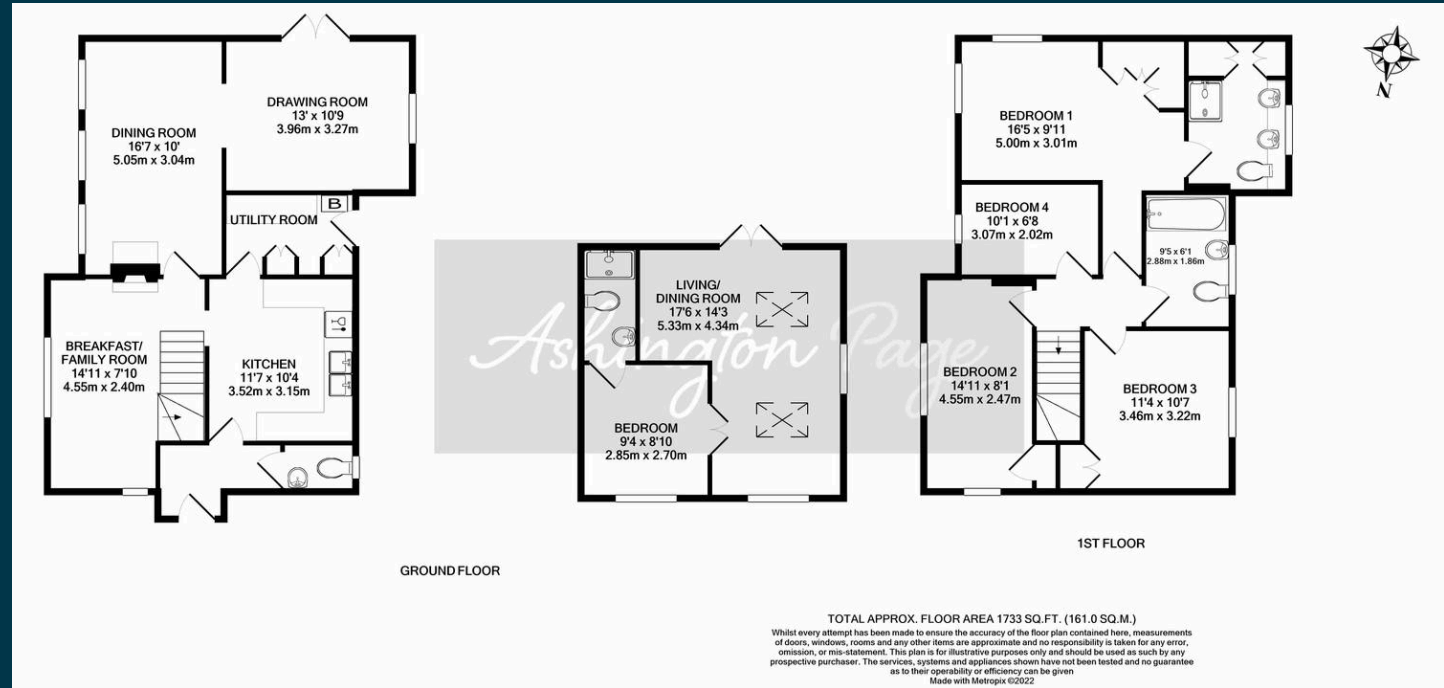 DRAWING ROOM
13' x 10'9
3.96m x 3.27m
DINING ROOM
16'7 x 10'
5.05m x 3.04m
UTILITY ROOM
B
BREAKFAST/
FAMILY ROOM
14'11 x 7'10
4.55m x 2.40m
KITCHEN
11'7 x 10'4
3.52m x 3.15m
GROUND FLOOR
LIVING/
DINING ROOM
17'6 x 14'3
5.33m x 4.34m
BEDROOM
9'4 x 8'10
2.85m x 2.70m
Ashington Page
BEDROOM 1
16'5 x 9'11
5.00m x 3.01m
BEDROOM 4
10'1 x 6'8
3.07m x 2.02m
9'5 x 6'1
2.88m x 1.86m
BEDROOM 2
14'11 x 8'1
4.55m x 2.47m
BEDROOM 3
11'4 x 10'7
3.46m x 3.22m
1ST FLOOR
N
TOTAL APPROX. FLOOR AREA 1733 SQ.FT. (161.0 SQ.M.)
Whilst every attempt has been made to ensure the accuracy of the floor plan contained here, measurements
of doors, windows, rooms and any other items are approximate and no responsibility is taken for any error,
omission, or mis-statement. This plan is for illustrative purposes only and should be used as such by any
prospective purchaser. The services, systems and appliances shown have not been tested and no guarantee
as to their operability or efficiency can be given
Made with Metropix ©2022